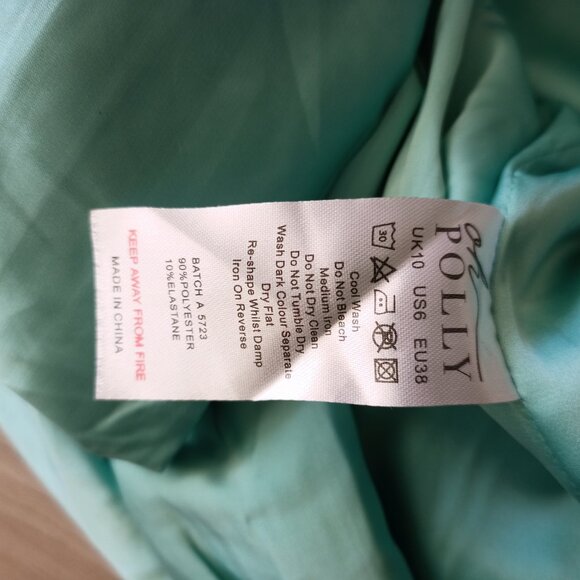 oh
POLLY
UK10 US6 EU38
30
Cool Wash
Do Not Bleach
Medium Iron
Do Not Dry Clean
Do Not Tumble Dry
Wash Dark Colour Separate
Dry Flat
Re-shape Whilst Damp
Iron On Reverse
BATCH A 5723
90%POLYESTER
10%ELASTANE
KEEP AWAY FROM FIRE
MADE IN CHINA